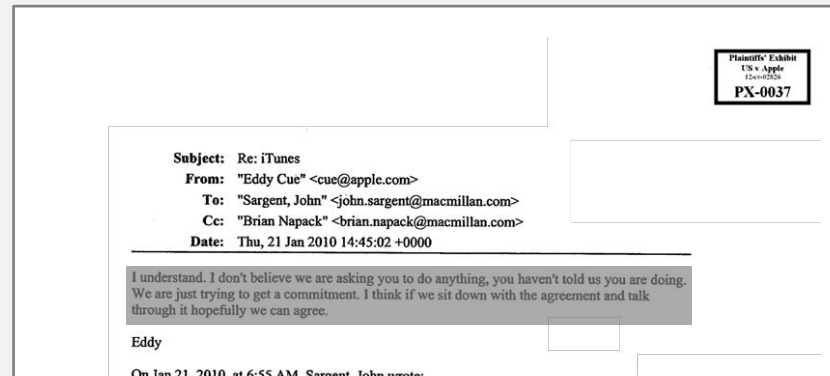 Plaintiffs' Exhibit
US v Apple
12-cv-02826
PX-0037
Subject: Re: iTunes
From: "Eddy Cue" <cue@apple.com>
To: "Sargent, John" <john.sargent@macmillan.com>
Cc: "Brian Napack" <brian.napack@macmillan.com>
Date: Thu, 21 Jan 2010 14:45:02 +0000
I understand. I don't believe we are asking you to do anything, you haven't told us you are doing.
We are just trying to get a commitment. I think if we sit down with the agreement and talk
through it hopefully we can agree.
Eddy
On Jan 21, 2010, at 6:55 AM, Sargent, John wrote: